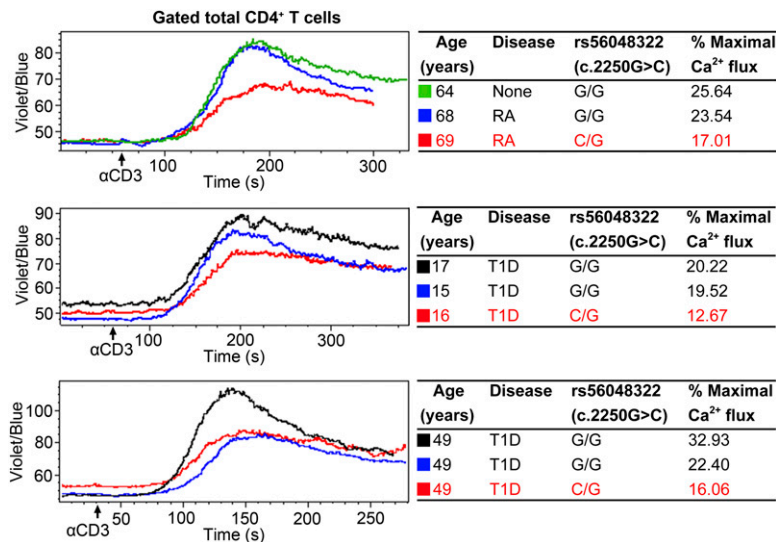 Gated total CD4⁺ T cells
Violet/Blue
80
70
60
50
100
200
300
αCD3
Time (s)
Age (years) Disease rs56048322 (c.2250G>C) % Maximal Ca²⁺ flux
64 None G/G 25.64
68 RA G/G 23.54
69 RA C/G 17.01
Violet/Blue
90
80
70
60
50
100
200
300
αCD3
Time (s)
Age (years) Disease rs56048322 (c.2250G>C) % Maximal Ca²⁺ flux
17 T1D G/G 20.22
15 T1D G/G 19.52
16 T1D C/G 12.67
Violet/Blue
100
80
60
50
100
150
200
250
αCD3
Time (s)
Age (years) Disease rs56048322 (c.2250G>C) % Maximal Ca²⁺ flux
49 T1D G/G 32.93
49 T1D G/G 22.40
49 T1D C/G 16.06